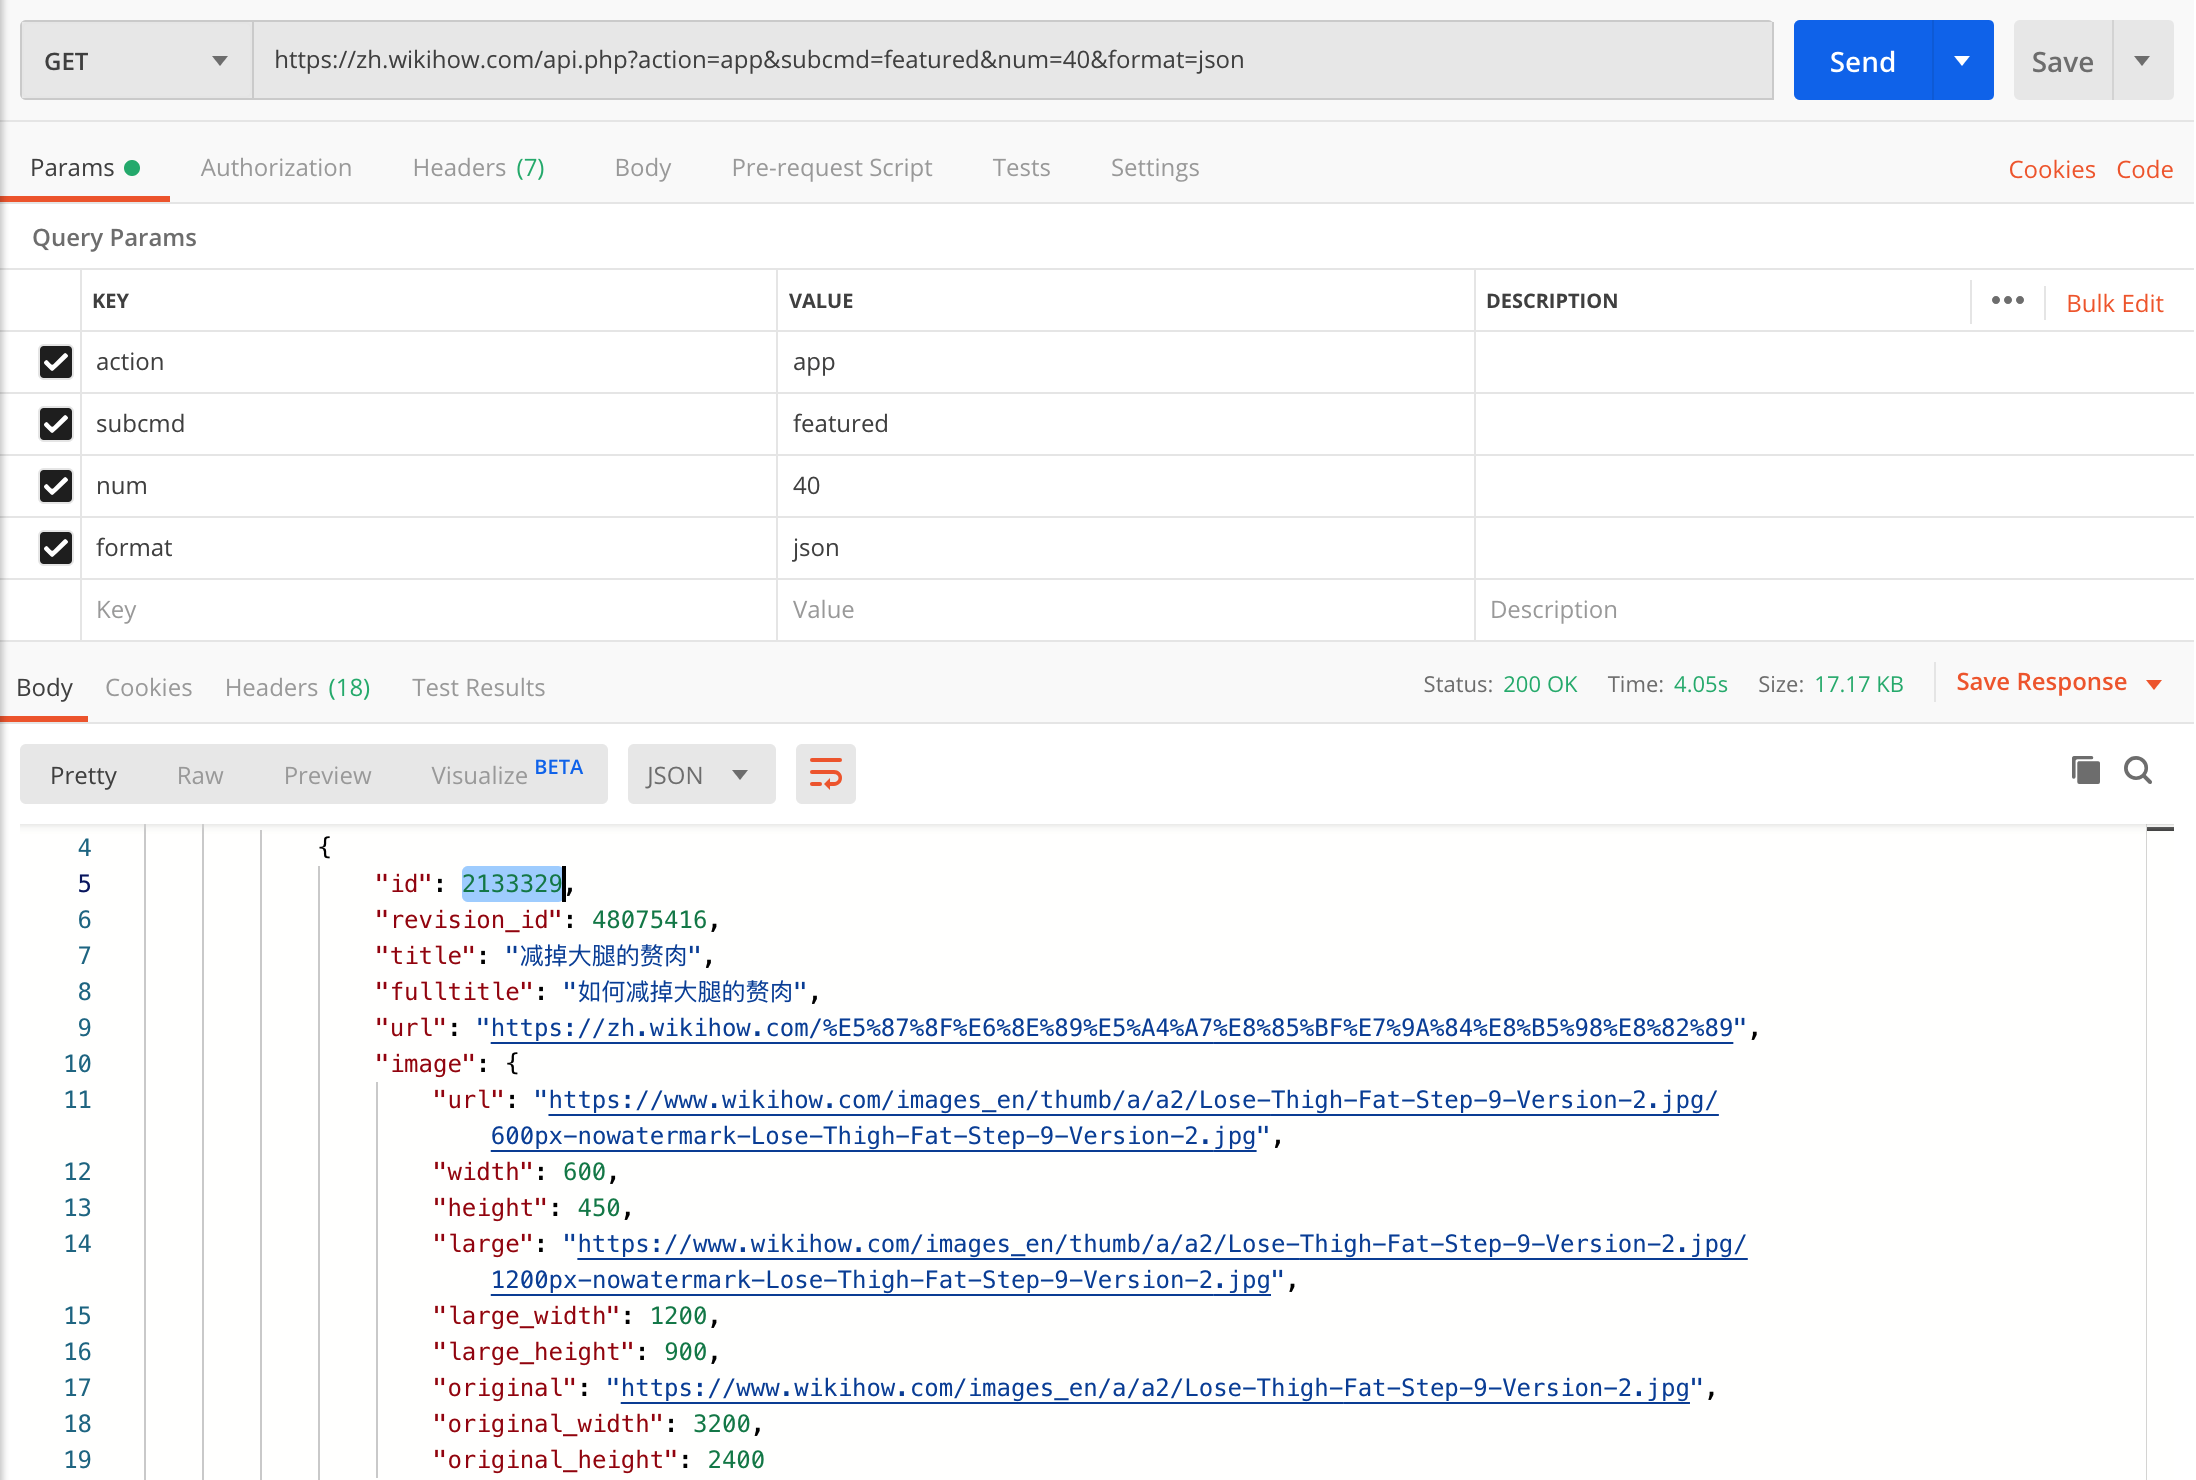 GET
https://zh.wikihow.com/api.php?action=app&subcmd=featured&num=40&format=json
Send
Save
Params
Authorization
Headers (7)
Body
Pre-request Script
Tests
Settings
Cookies
Code
Query Params
KEY VALUE DESCRIPTION ••• Bulk Edit
action app
subcmd featured
num 40
format json
Key Value Description
Body
Cookies
Headers (18)
Test Results
Status: 200 OK
Time: 4.05s
Size: 17.17 KB
Save Response
Pretty
Raw
Preview
Visualize BETA
JSON
4 {
5 "id": 2133329,
6 "revision_id": 48075416,
7 "title": "减掉大腿的赘肉",
8 "fulltitle": "如何减掉大腿的赘肉",
9 "url": "https://zh.wikihow.com/%E5%87%8F%E6%8E%89%E5%A4%A7%E8%85%BF%E7%9A%84%E8%B5%98%E8%82%89",
10 "image": {
11 "url": "https://www.wikihow.com/images_en/thumb/a/a2/Lose-Thigh-Fat-Step-9-Version-2.jpg/
600px-nowatermark-Lose-Thigh-Fat-Step-9-Version-2.jpg",
12 "width": 600,
13 "height": 450,
14 "large": "https://www.wikihow.com/images_en/thumb/a/a2/Lose-Thigh-Fat-Step-9-Version-2.jpg/
1200px-nowatermark-Lose-Thigh-Fat-Step-9-Version-2.jpg",
15 "large_width": 1200,
16 "large_height": 900,
17 "original": "https://www.wikihow.com/images_en/a/a2/Lose-Thigh-Fat-Step-9-Version-2.jpg",
18 "original_width": 3200,
19 "original_height": 2400